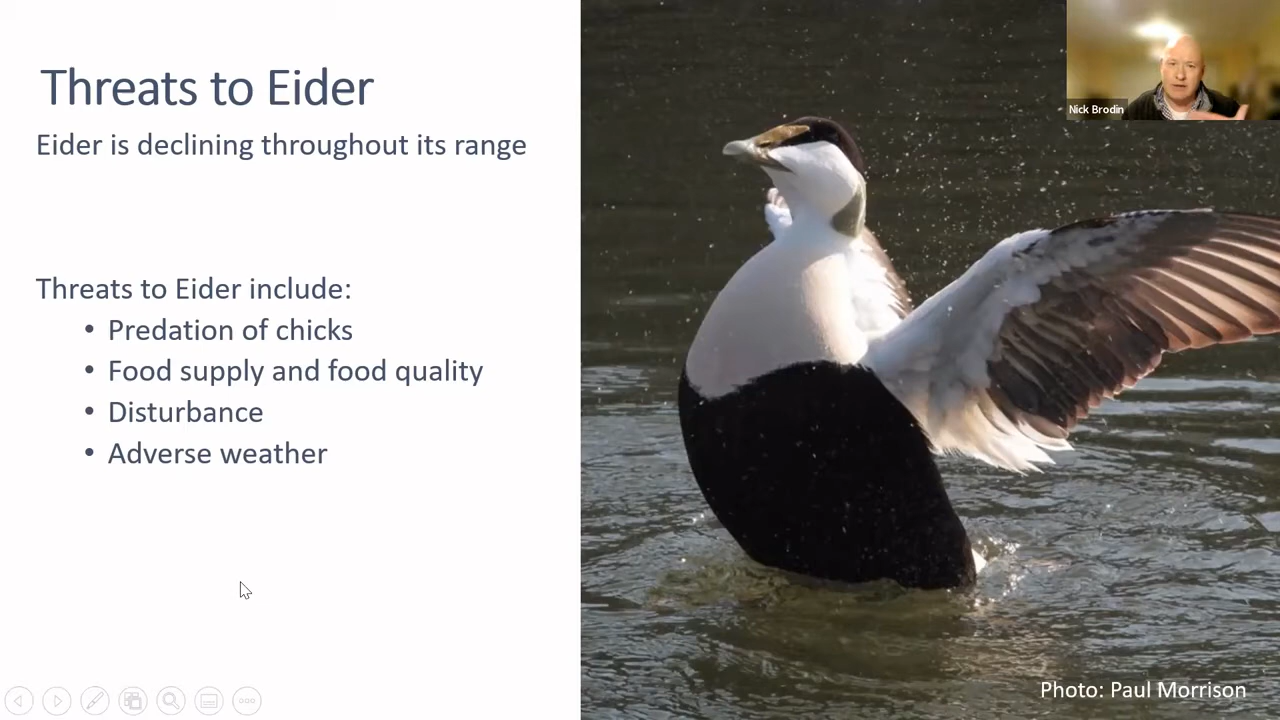 Threats to Eider
Eider is declining throughout its range
Threats to Eider include:
• Predation of chicks
• Food supply and food quality
• Disturbance
• Adverse weather
Nick Brodin
Photo: Paul Morrison